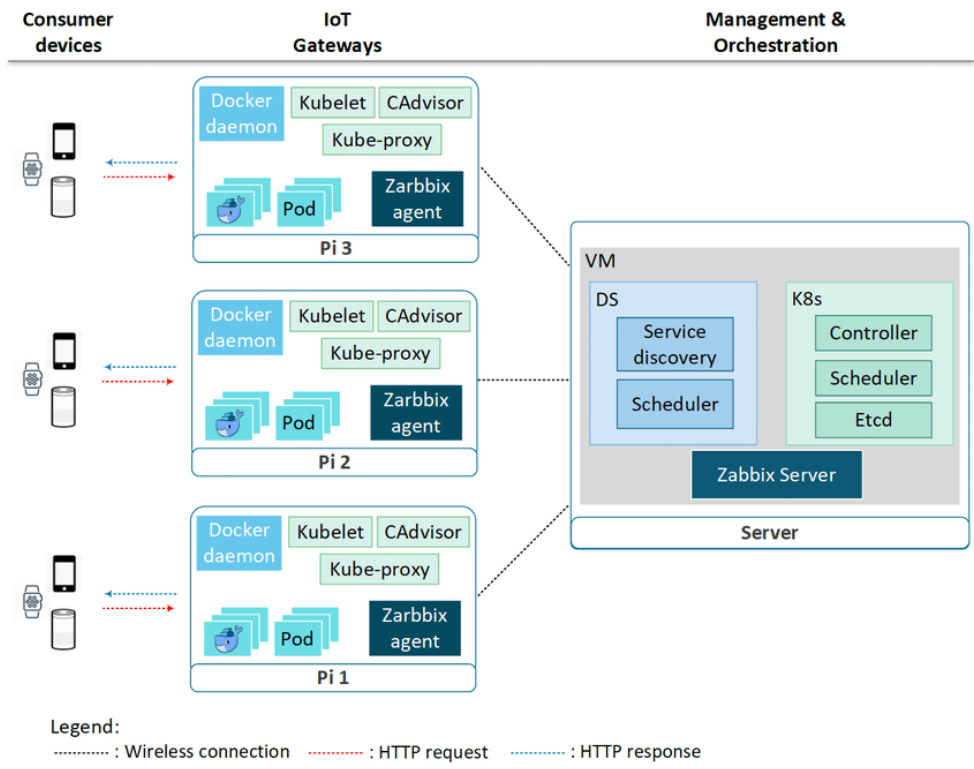 Consumer
devices
IoT
Gateways
Management &
Orchestration
Docker
daemon
Kubelet
CAdvisor
Kube-proxy
Pod
Zarbbix
agent
Pi 3
Docker
daemon
Kubelet
CAdvisor
Kube-proxy
Pod
Zarbbix
agent
Pi 2
Docker
daemon
Kubelet
CAdvisor
Kube-proxy
Pod
Zarbbix
agent
Pi 1
VM
DS
Service
discovery
Scheduler
K8s
Controller
Scheduler
Etcd
Zabbix Server
Server
Legend:
: Wireless connection
: HTTP request
: HTTP response